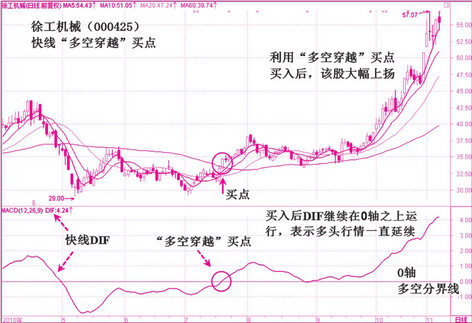 徐工机械(日线.前复权) MA5:54.43↑ MA10:51.05↑ MA20:47.24↑ MA60:39.74↑
徐工机械（000425）
快线“多空穿越”买点
57.07
利用“多空穿越”买点
买入后，该股大幅上扬
55.00
50.00
45.00
40.00
35.00
30.00
29.00
买点
MACD(12,26,9) DIF:4.24↑
买入后DIF继续在0轴之上运
行，表示多头行情一直延续
快线DIF
“多空穿越”买点
0轴
多空分界线
4.00
3.00
2.00
1.00
0.00
-1.00
2010年
5
6
7
8
9
10
11
日线